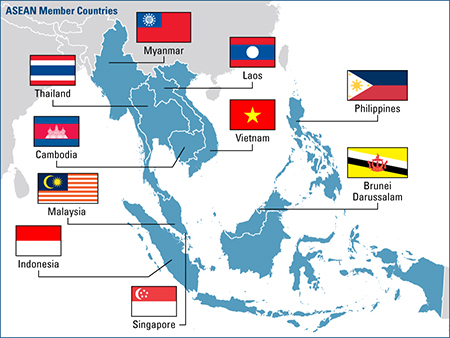 ASEAN Member Countries
Myanmar
Laos
Thailand
Philippines
Vietnam
Cambodia
Brunei
Darussalam
Malaysia
Indonesia
Singapore